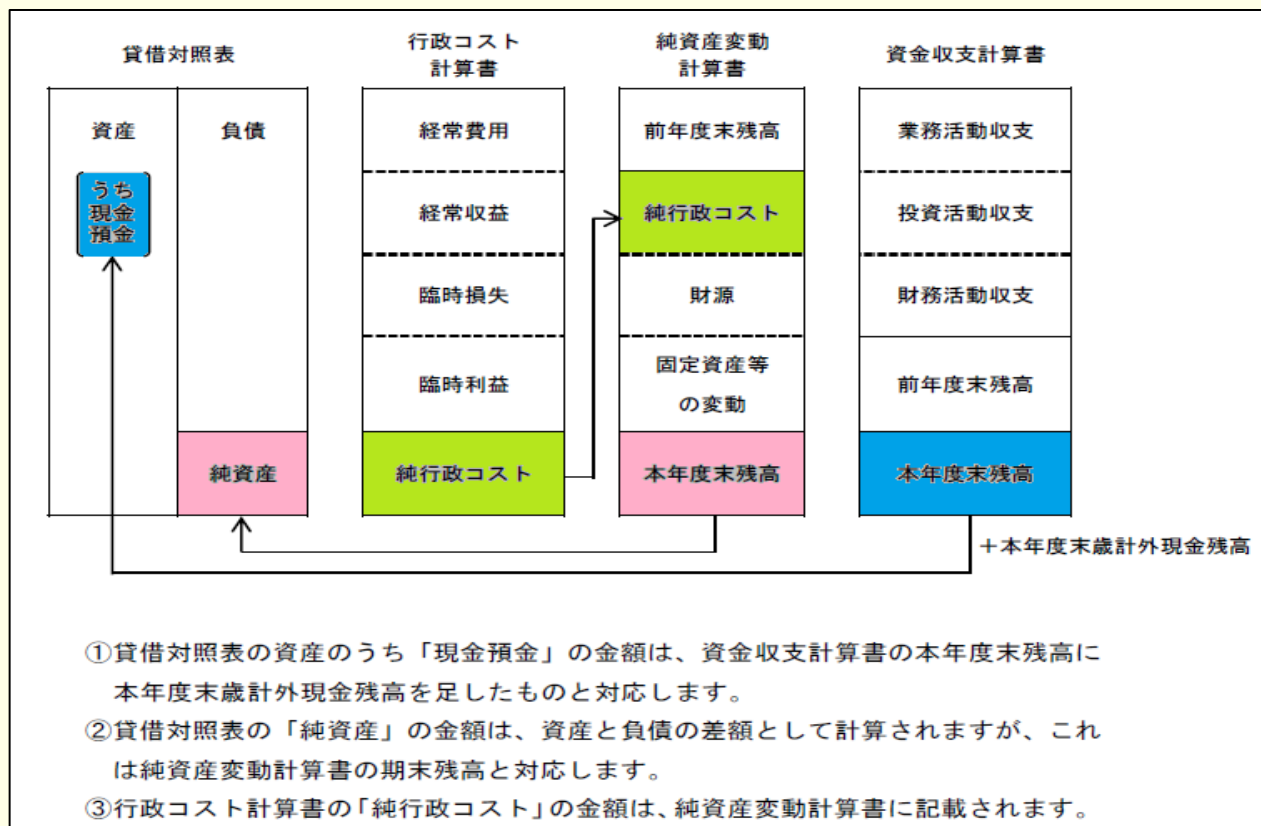 貸借対照表
行政コスト
計算書
純資産変動
計算書
資金収支計算書
資産
負債
うち
現金
預金
純資産
経常費用
経常収益
臨時損失
臨時利益
純行政コスト
前年度末残高
純行政コスト
財源
固定資産等
の変動
本年度末残高
業務活動収支
投資活動収支
財務活動収支
前年度末残高
本年度末残高
＋本年度末歳計外現金残高
①貸借対照表の資産のうち「現金預金」の金額は、資金収支計算書の本年度末残高に
本年度末歳計外現金残高を足したものと対応します。
②貸借対照表の「純資産」の金額は、資産と負債の差額として計算されますが、これ
は純資産変動計算書の期末残高と対応します。
③行政コスト計算書の「純行政コスト」の金額は、純資産変動計算書に記載されます。